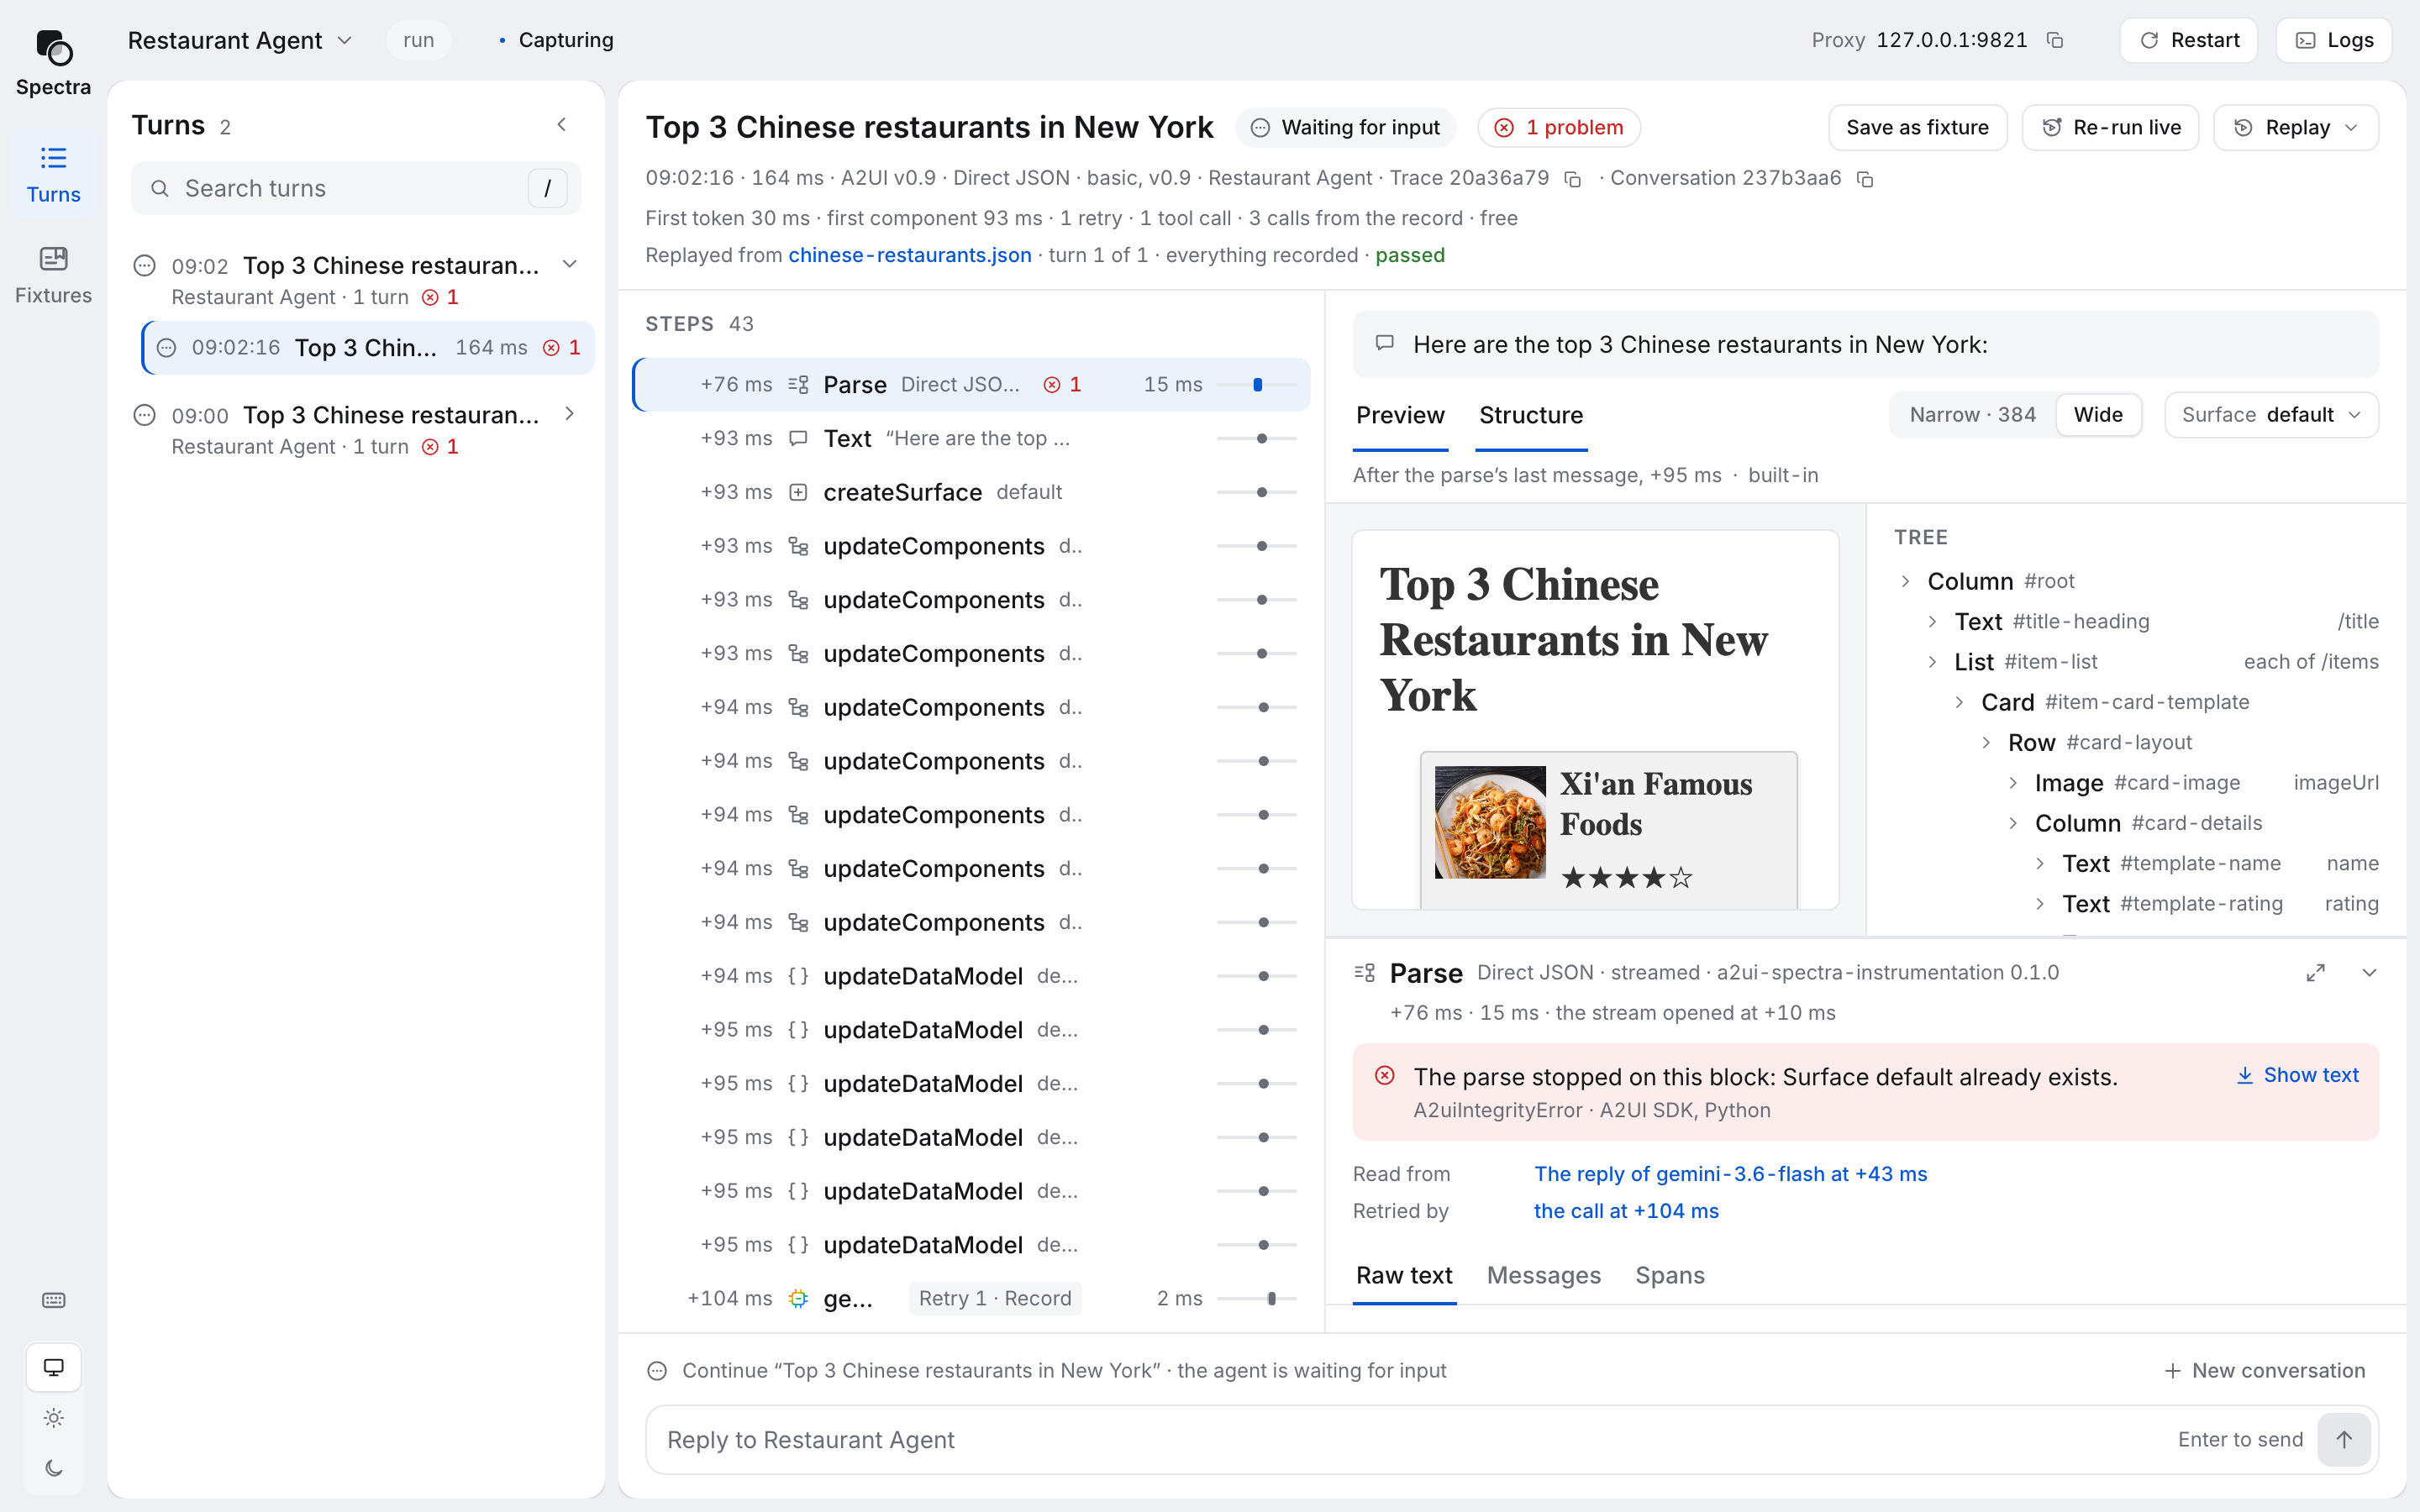 Spectra
Turns
Fixtures
Restaurant Agent
run
Capturing
Proxy 127.0.0.1:9821
Restart
Logs
Turns 2
Search turns /
09:02 Top 3 Chinese restauran...
Restaurant Agent · 1 turn 1
09:02:16 Top 3 Chin... 164 ms 1
09:00 Top 3 Chinese restauran...
Restaurant Agent · 1 turn 1
Top 3 Chinese restaurants in New York
Waiting for input
1 problem
Save as fixture
Re-run live
Replay
09:02:16 · 164 ms · A2UI v0.9 · Direct JSON · basic, v0.9 · Restaurant Agent · Trace 20a36a79 · Conversation 237b3aa6
First token 30 ms · first component 93 ms · 1 retry · 1 tool call · 3 calls from the record · free
Replayed from chinese-restaurants.json · turn 1 of 1 · everything recorded · passed
STEPS 43
+76 ms Parse Direct JSO... 1 15 ms
+93 ms Text “Here are the top ...
+93 ms createSurface default
+93 ms updateComponents d..
+93 ms updateComponents d..
+93 ms updateComponents d..
+94 ms updateComponents d..
+94 ms updateComponents d..
+94 ms updateComponents d..
+94 ms updateComponents d..
+94 ms updateComponents d..
+94 ms updateDataModel de...
+95 ms updateDataModel de...
+95 ms updateDataModel de...
+95 ms updateDataModel de...
+95 ms updateDataModel de...
+95 ms updateDataModel de...
+104 ms ge... Retry 1 · Record 2 ms
Here are the top 3 Chinese restaurants in New York:
Preview
Structure
Narrow · 384
Wide
Surface default
After the parse’s last message, +95 ms · built-in
Top 3 Chinese
Restaurants in New
York
Xi'an Famous
Foods
★★★★☆
TREE
Column #root
Text #title-heading /title
List #item-list each of /items
Card #item-card-template
Row #card-layout
Image #card-image imageUrl
Column #card-details
Text #template-name name
Text #template-rating rating
Parse Direct JSON · streamed · a2ui-spectra-instrumentation 0.1.0
+76 ms · 15 ms · the stream opened at +10 ms
The parse stopped on this block: Surface default already exists.
Show text
A2uiIntegrityError · A2UI SDK, Python
Read from The reply of gemini-3.6-flash at +43 ms
Retried by the call at +104 ms
Raw text
Messages
Spans
Continue “Top 3 Chinese restaurants in New York” · the agent is waiting for input
New conversation
Reply to Restaurant Agent
Enter to send